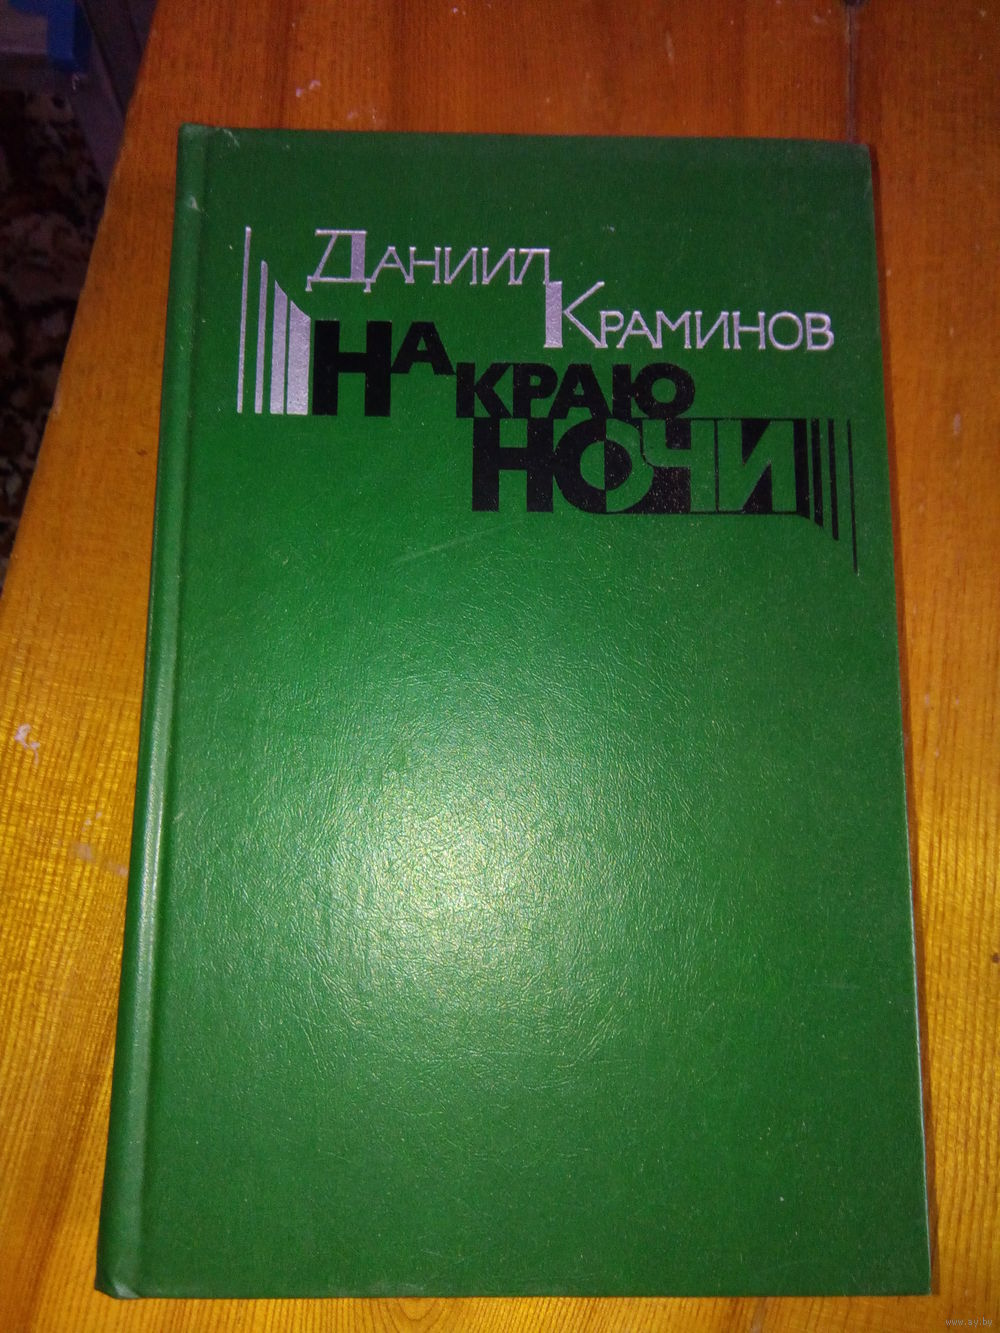 Даниил
Краминов
На краю
ночи
www.ay.by